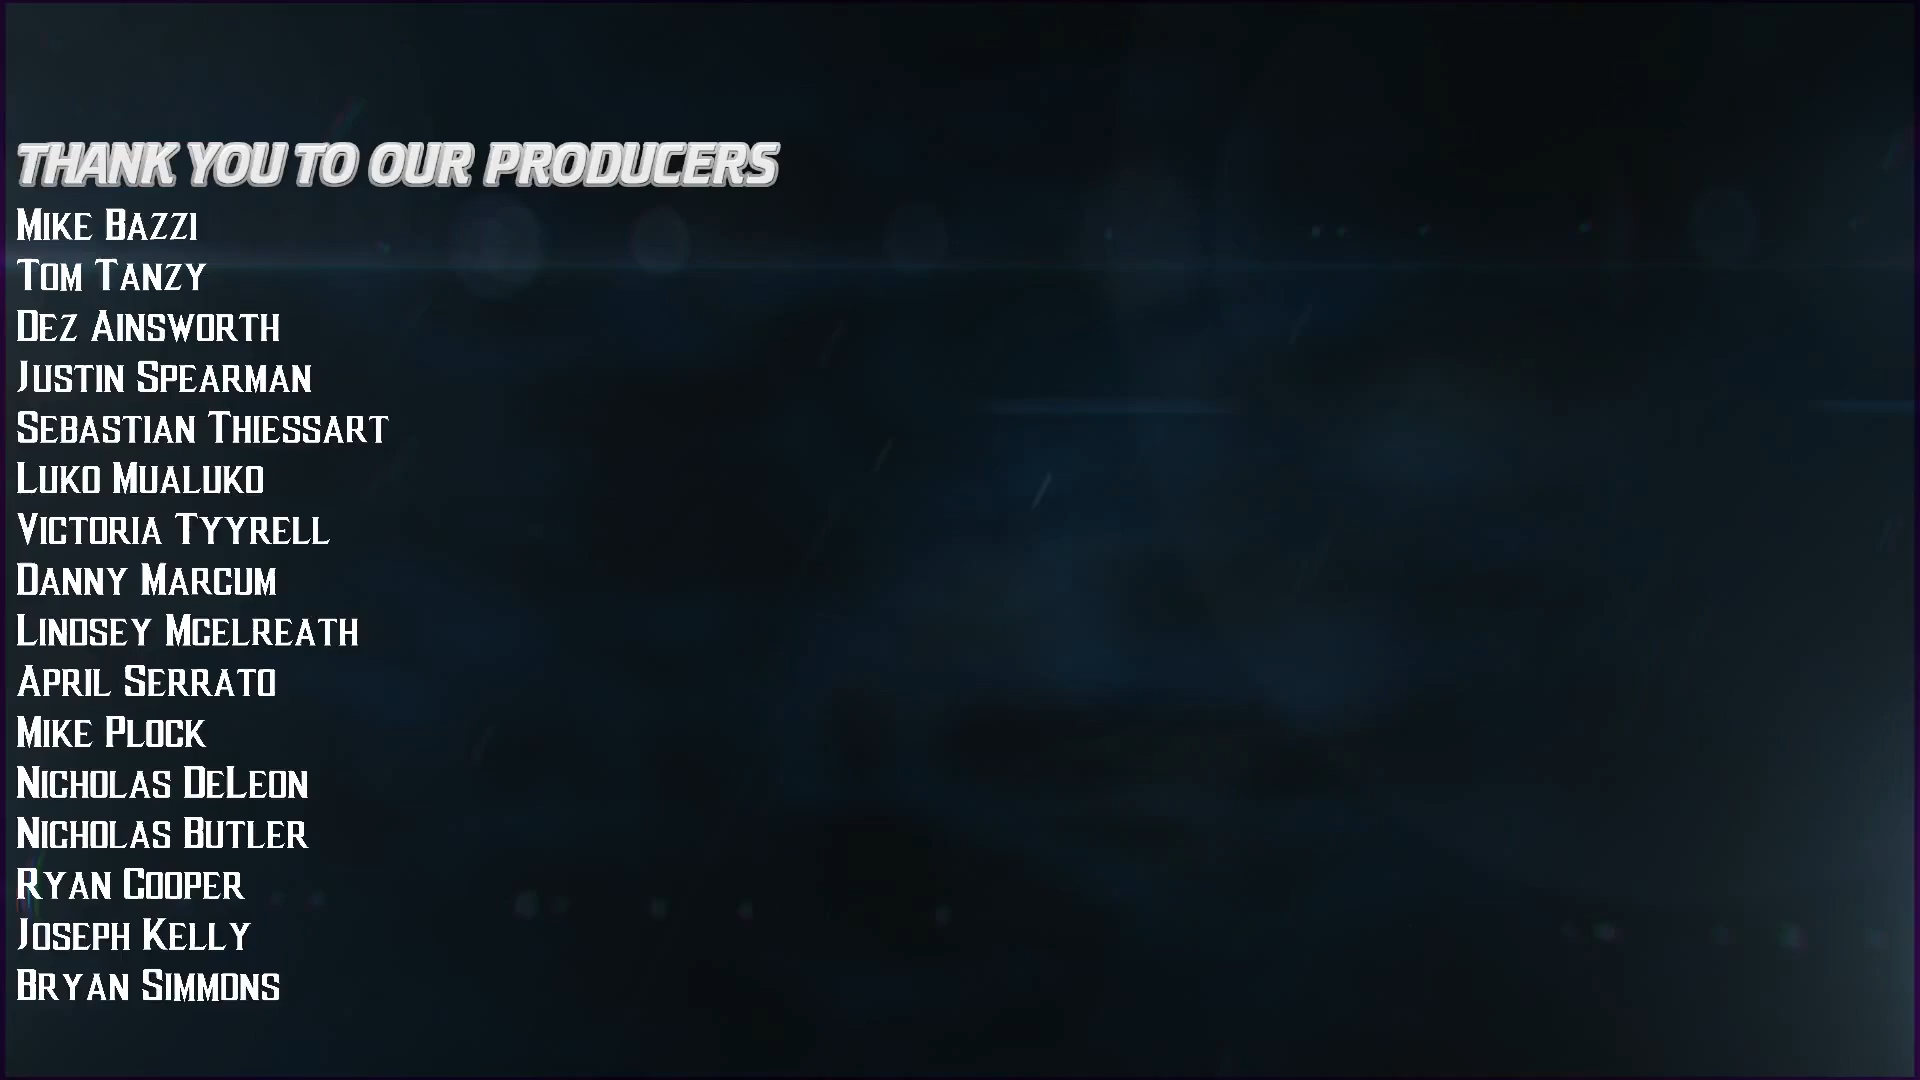 THANK YOU TO OUR PRODUCERS
Mike Bazzi
Tom Tanzy
Dez Ainsworth
Justin Spearman
Sebastian Thiessart
Luko Mualuko
Victoria Tyyrell
Danny Marcum
Lindsey Mcelreath
April Serrato
Mike Plock
Nicholas DeLeon
Nicholas Butler
Ryan Cooper
Joseph Kelly
Bryan Simmons